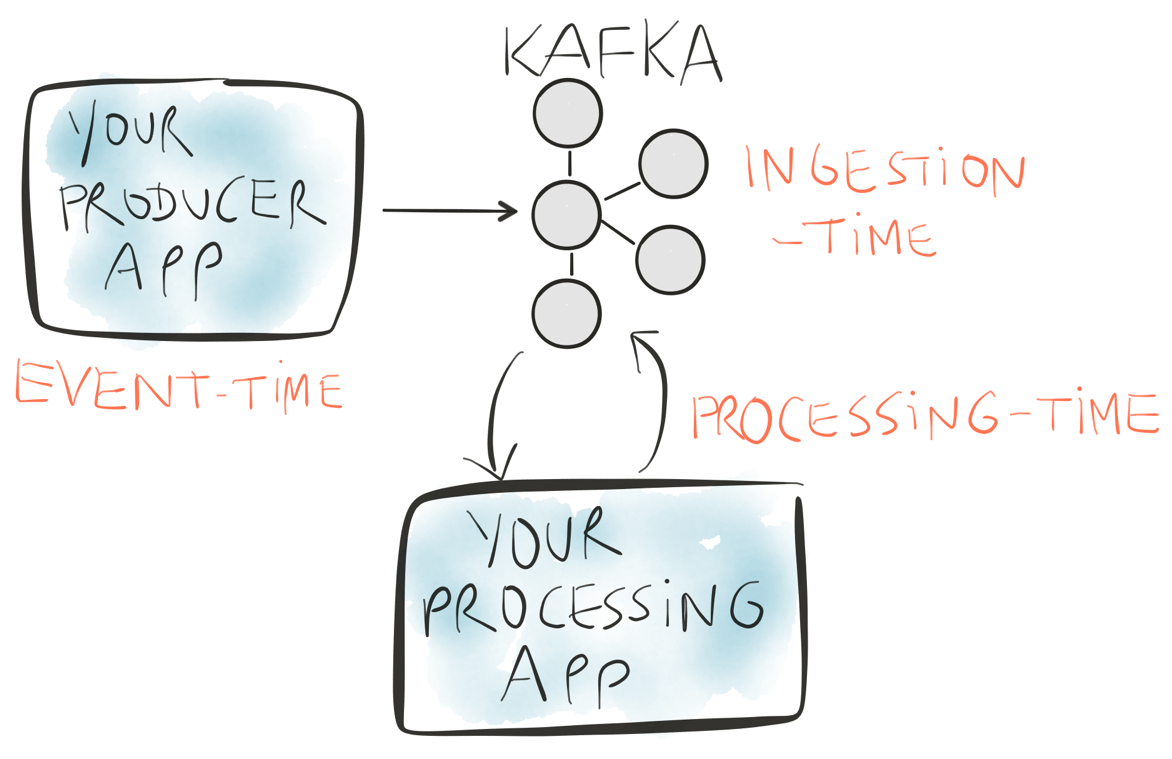 KAFKA
YOUR
PRODUCER
APP
EVENT-TIME
INGESTION
-TIME
PROCESSING-TIME
YOUR
PROCESSING
APP